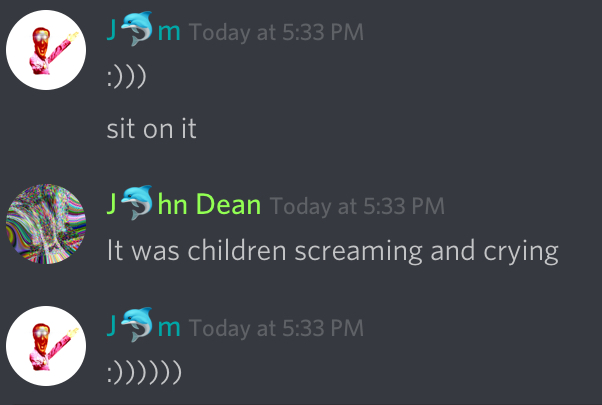 J🐬m Today at 5:33 PM
:)))
sit on it
J🐬hn Dean Today at 5:33 PM
It was children screaming and crying
J🐬m Today at 5:33 PM
:))))))